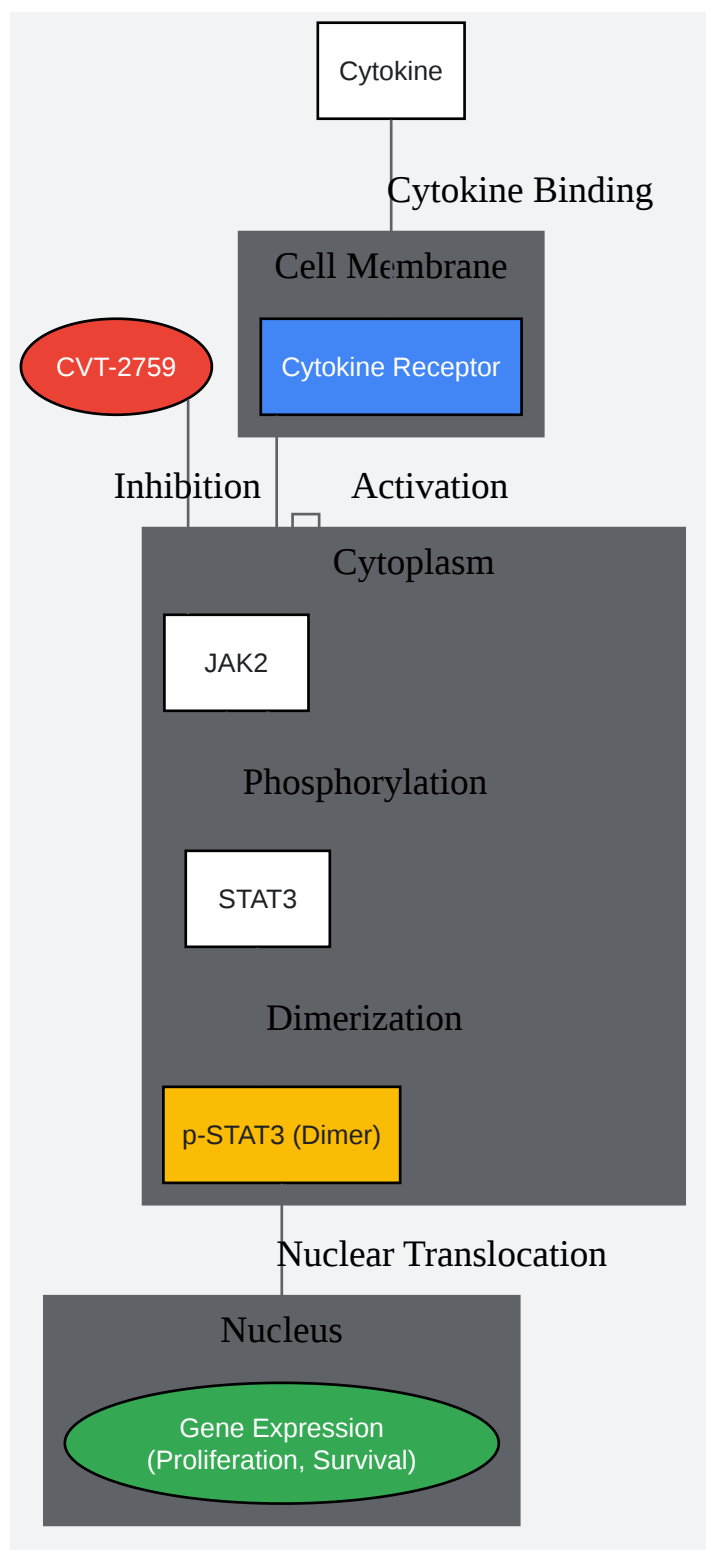 Cytokine
Cytokine Binding
Cell Membrane
CVT-2759
Cytokine Receptor
Inhibition
Activation
Cytoplasm
JAK2
Phosphorylation
STAT3
Dimerization
p-STAT3 (Dimer)
Nuclear Translocation
Nucleus
Gene Expression
(Proliferation, Survival)